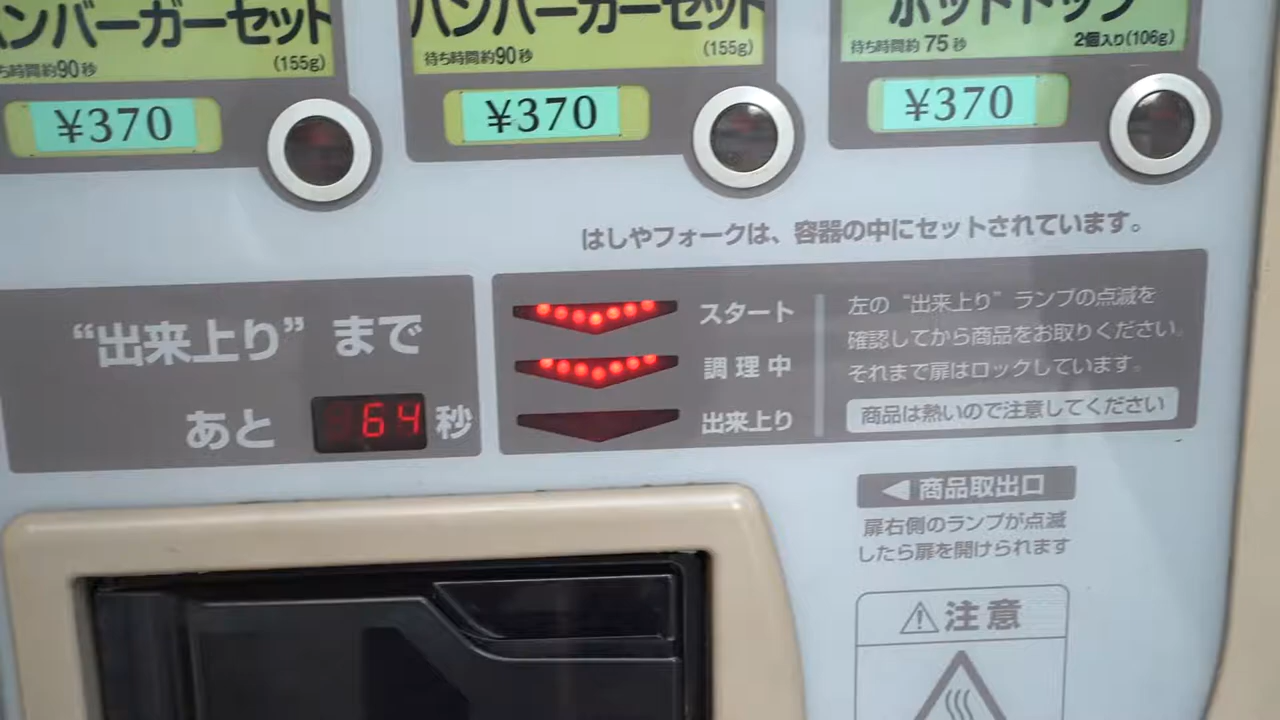 ハンバーガーセット
待ち時間約90秒
(155g)
¥370
ハンバーガーセット
待ち時間約90秒
(155g)
¥370
ホットドッグ
待ち時間約75秒
2個入り(106g)
¥370
はしやフォークは、容器の中にセットされています。
“出来上り”まで
あと 64 秒
スタート
調理中
出来上り
左の“出来上り”ランプの点滅を
確認してから商品をお取りください。
それまで扉はロックしています。
商品は熱いので注意してください
◀商品取出口
扉右側のランプが点滅
したら扉を開けられます
⚠注意